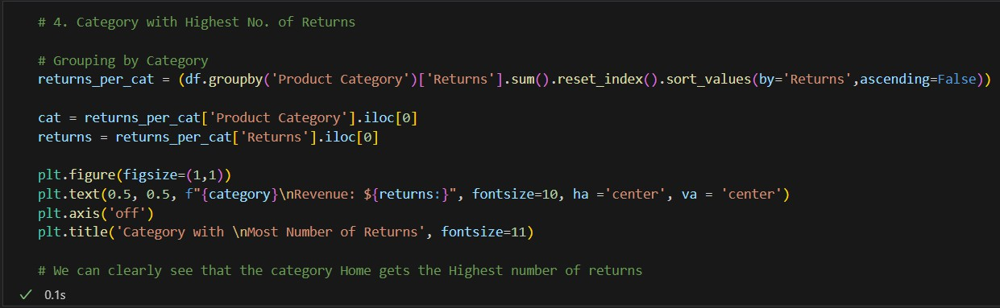 # 4. Category with Highest No. of Returns
# Grouping by Category
returns_per_cat = (df.groupby('Product Category')['Returns'].sum().reset_index().sort_values(by='Returns',ascending=False))
cat = returns_per_cat['Product Category'].iloc[0]
returns = returns_per_cat['Returns'].iloc[0]
plt.figure(figsize=(1,1))
plt.text(0.5, 0.5, f"{category}\nRevenue: ${returns:}", fontsize=10, ha ='center', va = 'center')
plt.axis('off')
plt.title('Category with \nMost Number of Returns', fontsize=11)
# We can clearly see that the category Home gets the Highest number of returns
0.1s